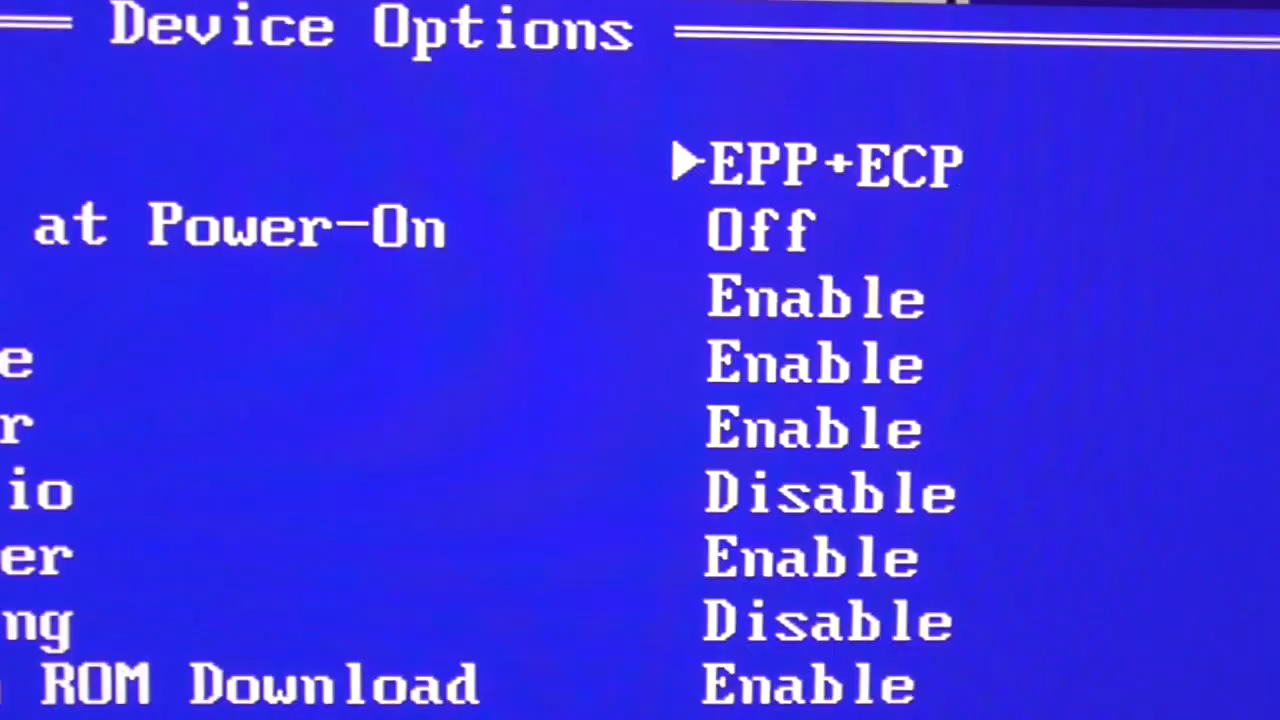 Device Options
EPP+ECP
at Power-On Off
Enable
e Enable
r Enable
io Disable
er Enable
ng Disable
ROM Download Enable